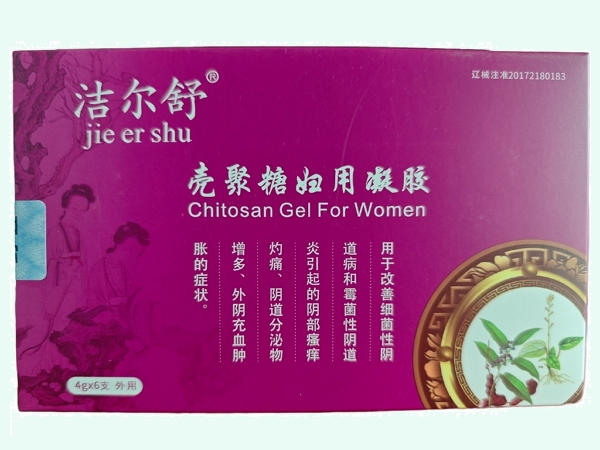 洁尔舒®
jie er shu
辽械注准20172180183
壳聚糖妇用凝胶
Chitosan Gel For Women
用于改善细菌性阴
道病和霉菌性阴道
炎引起的阴部瘙痒
灼痛、阴道分泌物
增多、外阴充血肿
胀的症状。
4gx6支 外用